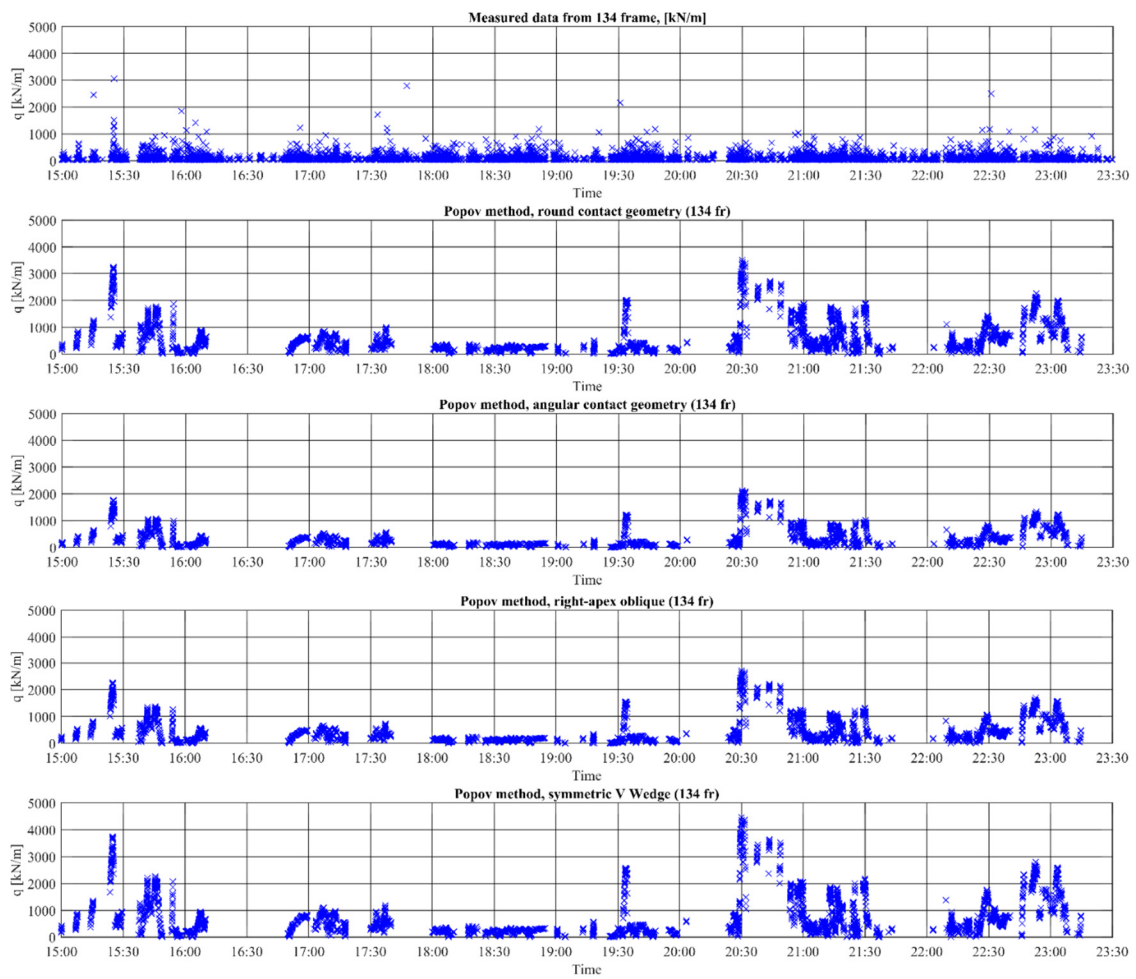 Measured data from 134 frame, [kN/m]
5000
4000
3000
2000
1000
0
q [kN/m]
15:00 15:30 16:00 16:30 17:00 17:30 18:00 18:30 19:00 19:30 20:00 20:30 21:00 21:30 22:00 22:30 23:00 23:30
Time
Popov method, round contact geometry (134 fr)
5000
4000
3000
2000
1000
0
q [kN/m]
15:00 15:30 16:00 16:30 17:00 17:30 18:00 18:30 19:00 19:30 20:00 20:30 21:00 21:30 22:00 22:30 23:00 23:30
Time
Popov method, angular contact geometry (134 fr)
5000
4000
3000
2000
1000
0
q [kN/m]
15:00 15:30 16:00 16:30 17:00 17:30 18:00 18:30 19:00 19:30 20:00 20:30 21:00 21:30 22:00 22:30 23:00 23:30
Time
Popov method, right-apex oblique (134 fr)
5000
4000
3000
2000
1000
0
q [kN/m]
15:00 15:30 16:00 16:30 17:00 17:30 18:00 18:30 19:00 19:30 20:00 20:30 21:00 21:30 22:00 22:30 23:00 23:30
Time
Popov method, symmetric V Wedge (134 fr)
5000
4000
3000
2000
1000
0
q [kN/m]
15:00 15:30 16:00 16:30 17:00 17:30 18:00 18:30 19:00 19:30 20:00 20:30 21:00 21:30 22:00 22:30 23:00 23:30
Time